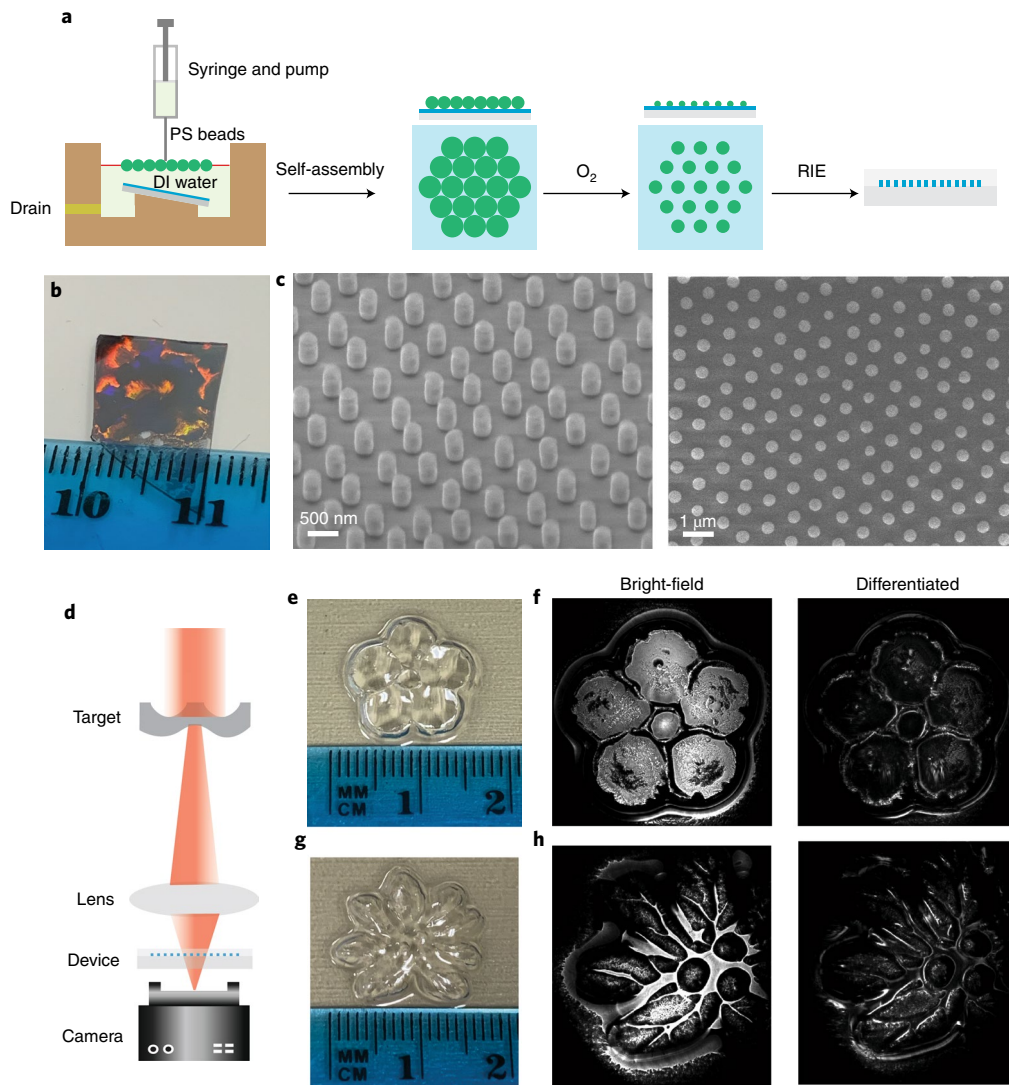 a
Syringe and pump
PS beads
DI water
Drain
Self-assembly
O2
RIE
b
10 11
c
500 nm
1 μm
d
Target
Lens
Device
Camera
e
MM
CM 1 2
f
Bright-field
Differentiated
g
MM
CM 1 2
h